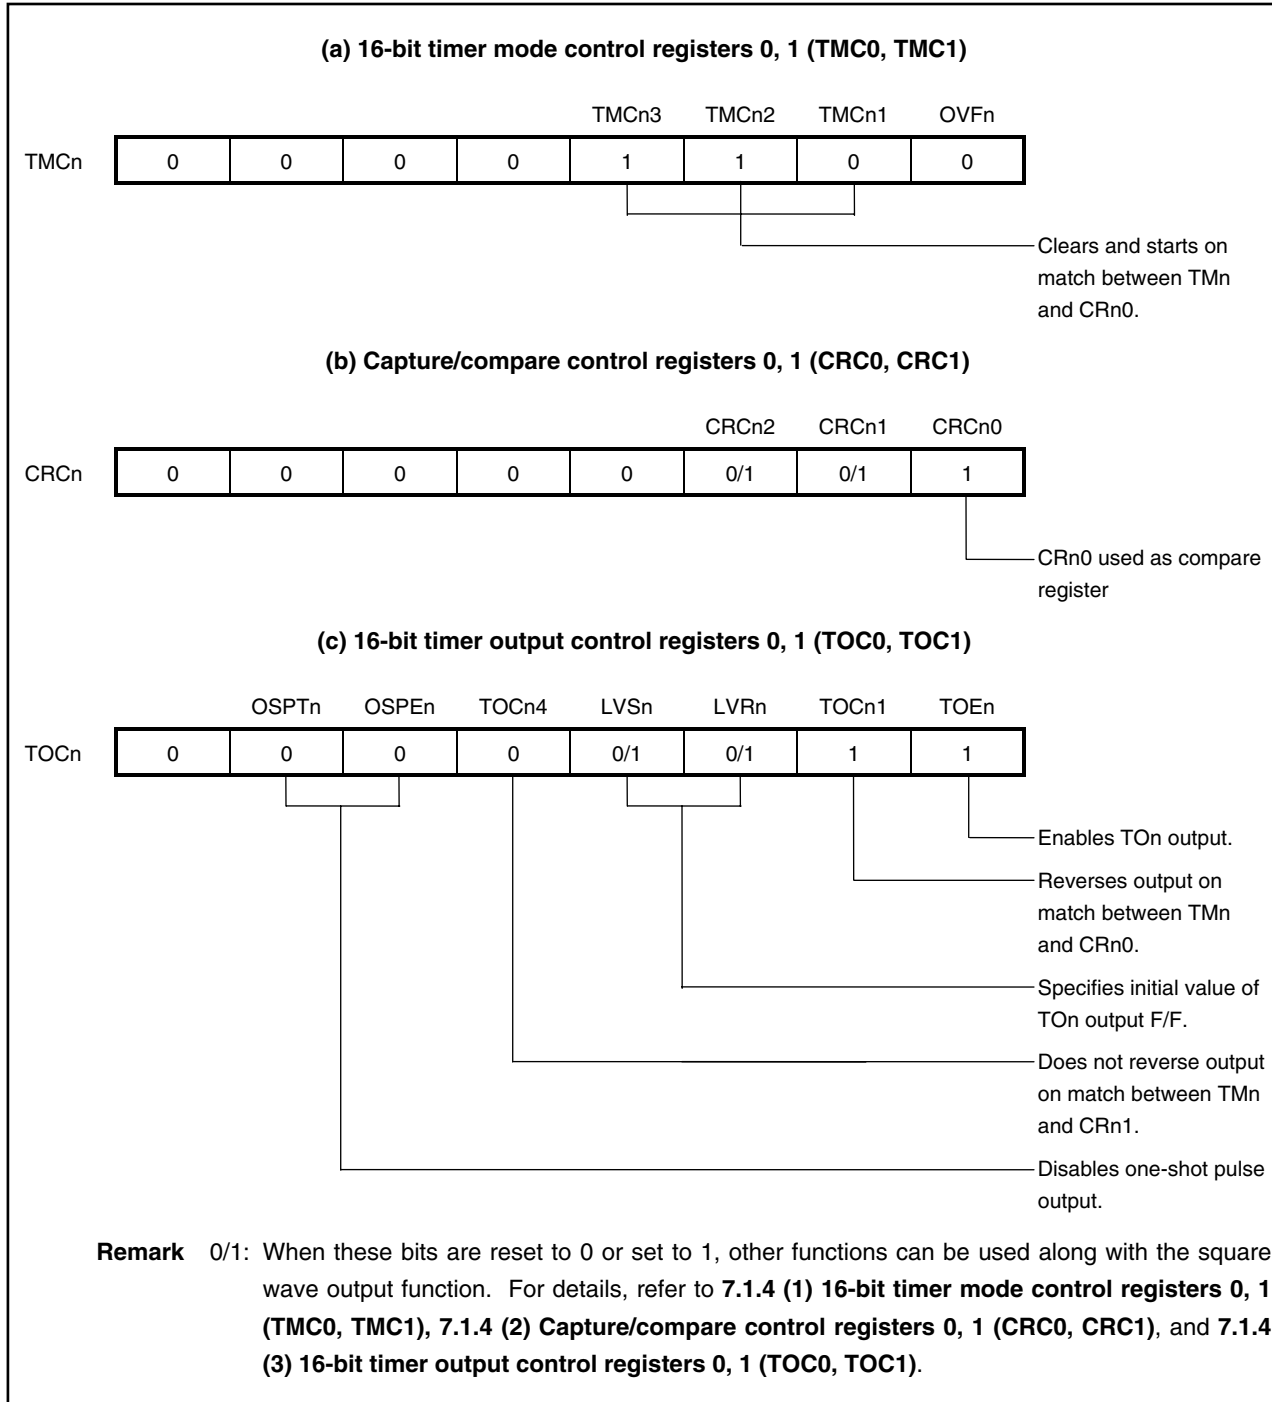 (a) 16-bit timer mode control registers 0, 1 (TMC0, TMC1)
TMCn3 TMCn2 TMCn1 OVFn
TMCn 0 0 0 0 1 1 0 0
Clears and starts on
match between TMn
and CRn0.
(b) Capture/compare control registers 0, 1 (CRC0, CRC1)
CRCn2 CRCn1 CRCn0
CRCn 0 0 0 0 0 0/1 0/1 1
CRn0 used as compare
register
(c) 16-bit timer output control registers 0, 1 (TOC0, TOC1)
OSPTn OSPEn TOCn4 LVSn LVRn TOCn1 TOEn
TOCn 0 0 0 0 0/1 0/1 1 1
Enables TOn output.
Reverses output on
match between TMn
and CRn0.
Specifies initial value of
TOn output F/F.
Does not reverse output
on match between TMn
and CRn1.
Disables one-shot pulse
output.
Remark 0/1: When these bits are reset to 0 or set to 1, other functions can be used along with the square
wave output function. For details, refer to 7.1.4 (1) 16-bit timer mode control registers 0, 1
(TMC0, TMC1), 7.1.4 (2) Capture/compare control registers 0, 1 (CRC0, CRC1), and 7.1.4
(3) 16-bit timer output control registers 0, 1 (TOC0, TOC1).